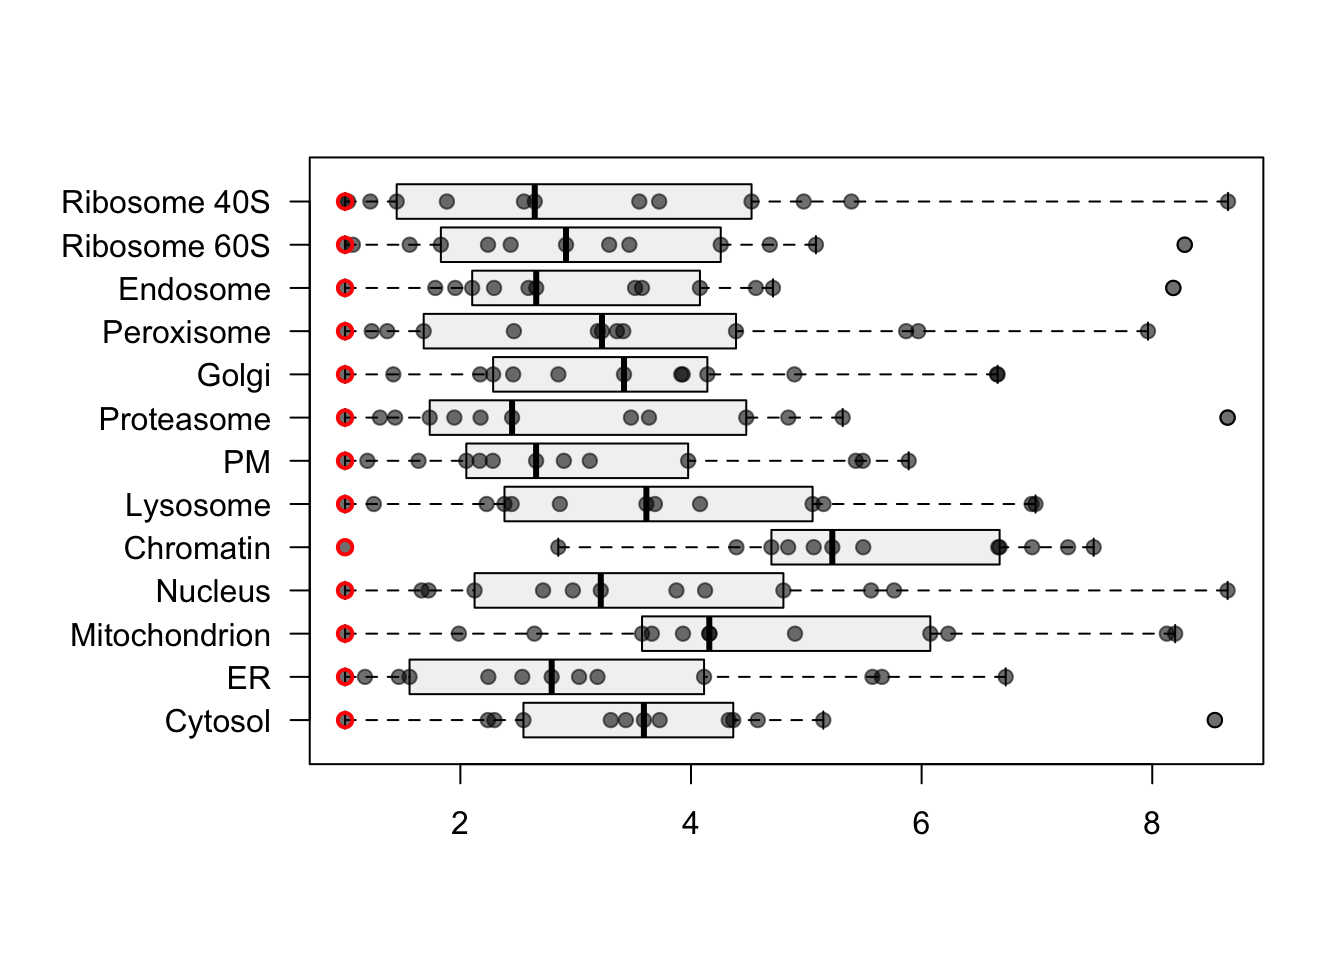 Ribosome 40S
Ribosome 60S
Endosome
Peroxisome
Golgi
Proteasome
PM
Lysosome
Chromatin
Nucleus
Mitochondrion
ER
Cytosol
2 4 6 8